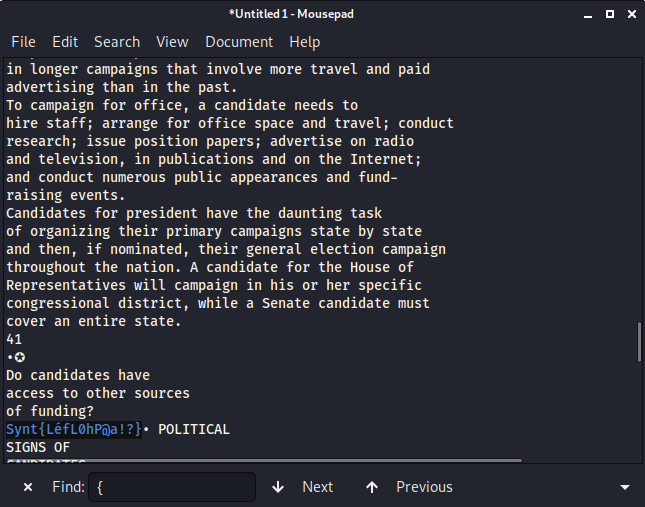 *Untitled 1 - Mousepad
File Edit Search View Document Help
in longer campaigns that involve more travel and paid
advertising than in the past.
To campaign for office, a candidate needs to
hire staff; arrange for office space and travel; conduct
research; issue position papers; advertise on radio
and television, in publications and on the Internet;
and conduct numerous public appearances and fund-
raising events.
Candidates for president have the daunting task
of organizing their primary campaigns state by state
and then, if nominated, their general election campaign
throughout the nation. A candidate for the House of
Representatives will campaign in his or her specific
congressional district, while a Senate candidate must
cover an entire state.
41
•✪
Do candidates have
access to other sources
of funding?
Synt{LéfL0hP@a!?}• POLITICAL
SIGNS OF
CANDIDATES
Find: { Next Previous